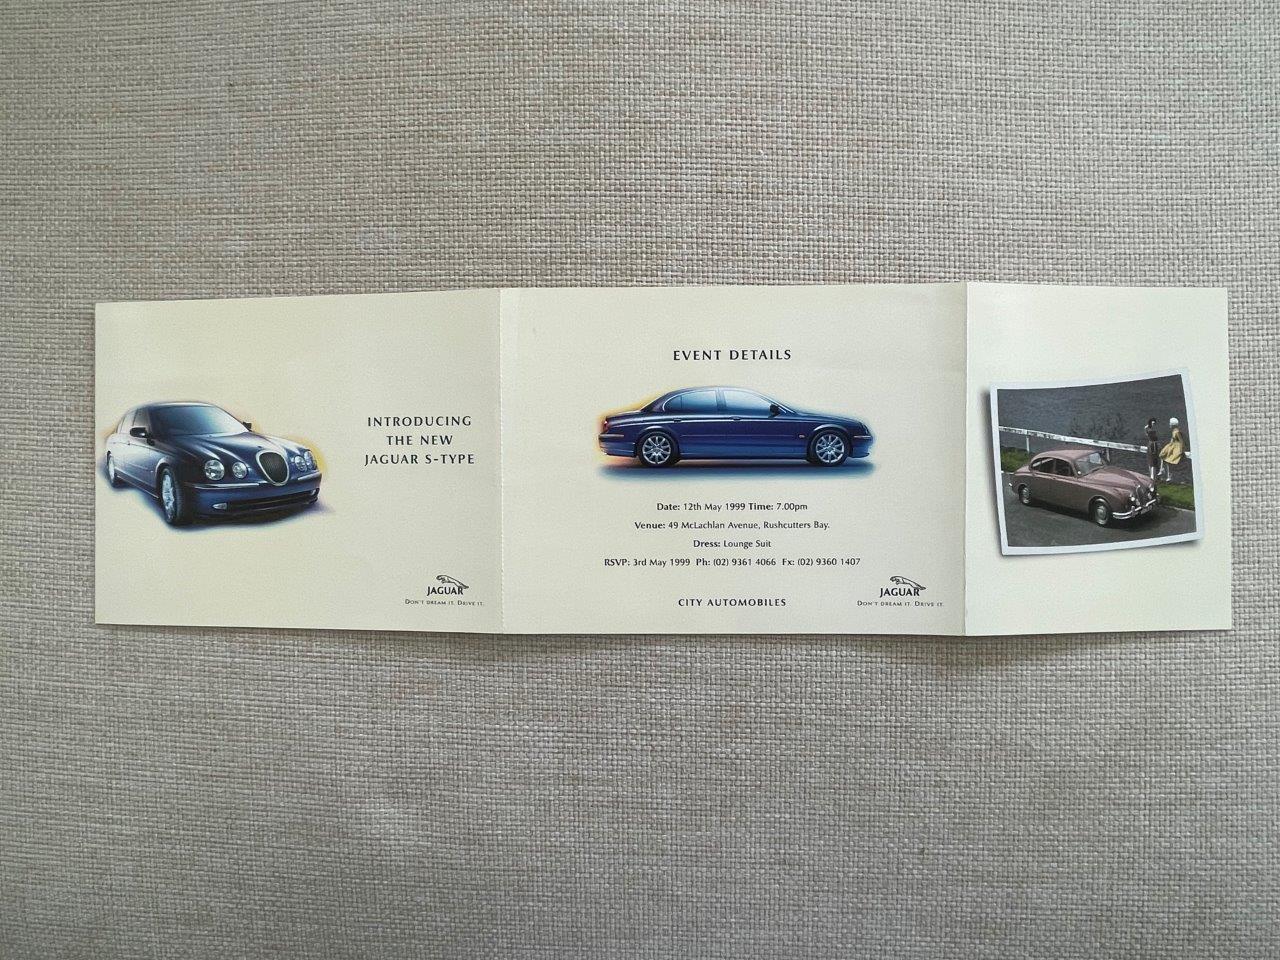 INTRODUCING
THE NEW
JAGUAR S-TYPE
JAGUAR
DON'T DREAM IT. DRIVE IT.
EVENT DETAILS
Date: 12th May 1999 Time: 7.00pm
Venue: 49 McLachlan Avenue, Rushcutters Bay.
Dress: Lounge Suit
RSVP: 3rd May 1999 Ph: (02) 9361 4066 Fx: (02) 9360 1407
CITY AUTOMOBILES
JAGUAR
DON'T DREAM IT. DRIVE IT.